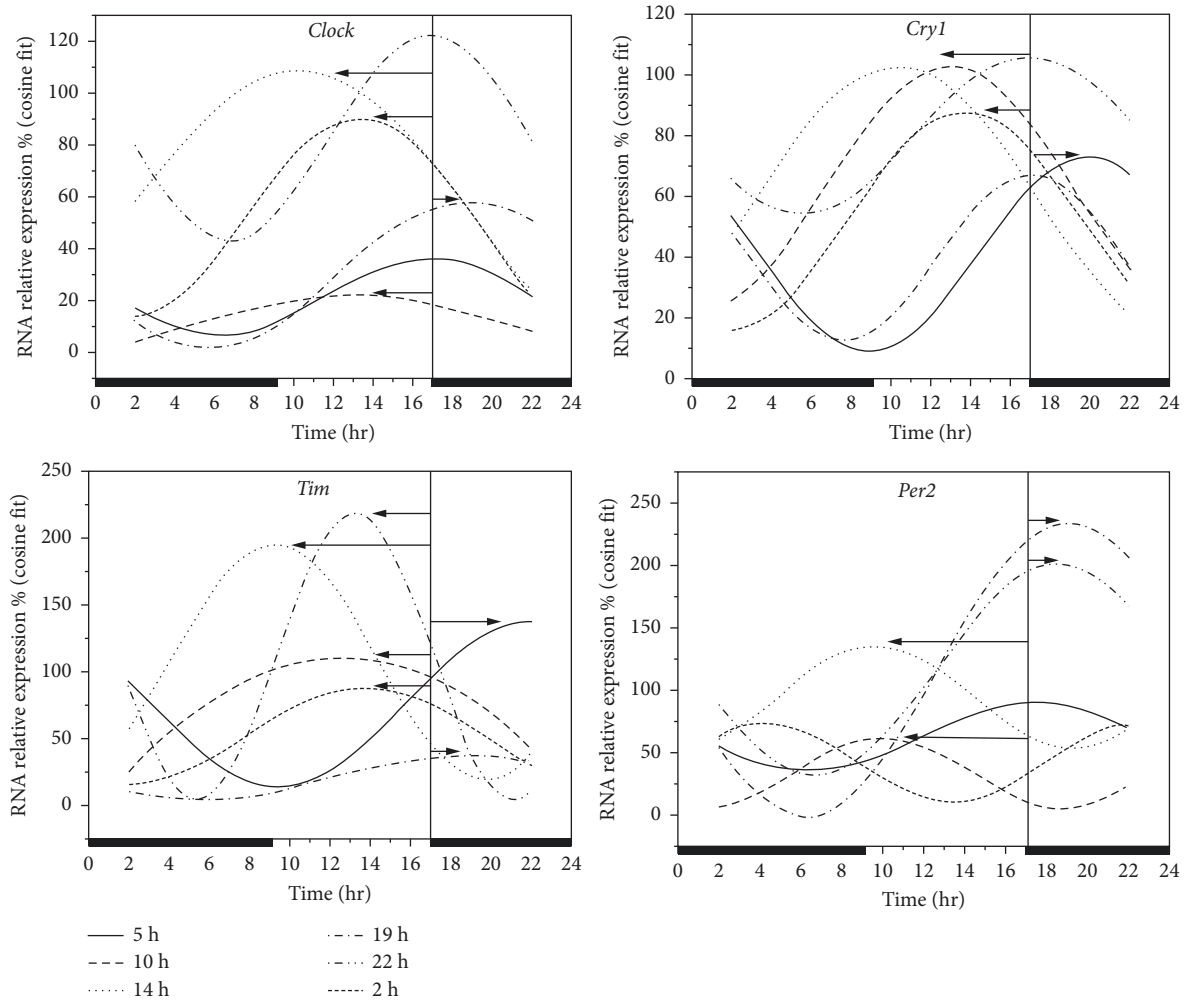 Clock
RNA relative expression % (cosine fit)
120
100
80
60
40
20
0
0 2 4 6 8 10 12 14 16 18 20 22 24
Time (hr)
Cry1
RNA relative expression % (cosine fit)
120
100
80
60
40
20
0
0 2 4 6 8 10 12 14 16 18 20 22 24
Time (hr)
Tim
RNA relative expression % (cosine fit)
250
200
150
100
50
0
0 2 4 6 8 10 12 14 16 18 20 22 24
Time (hr)
Per2
RNA relative expression % (cosine fit)
250
200
150
100
50
0
0 2 4 6 8 10 12 14 16 18 20 22 24
Time (hr)
5 h
10 h
14 h
19 h
22 h
2 h